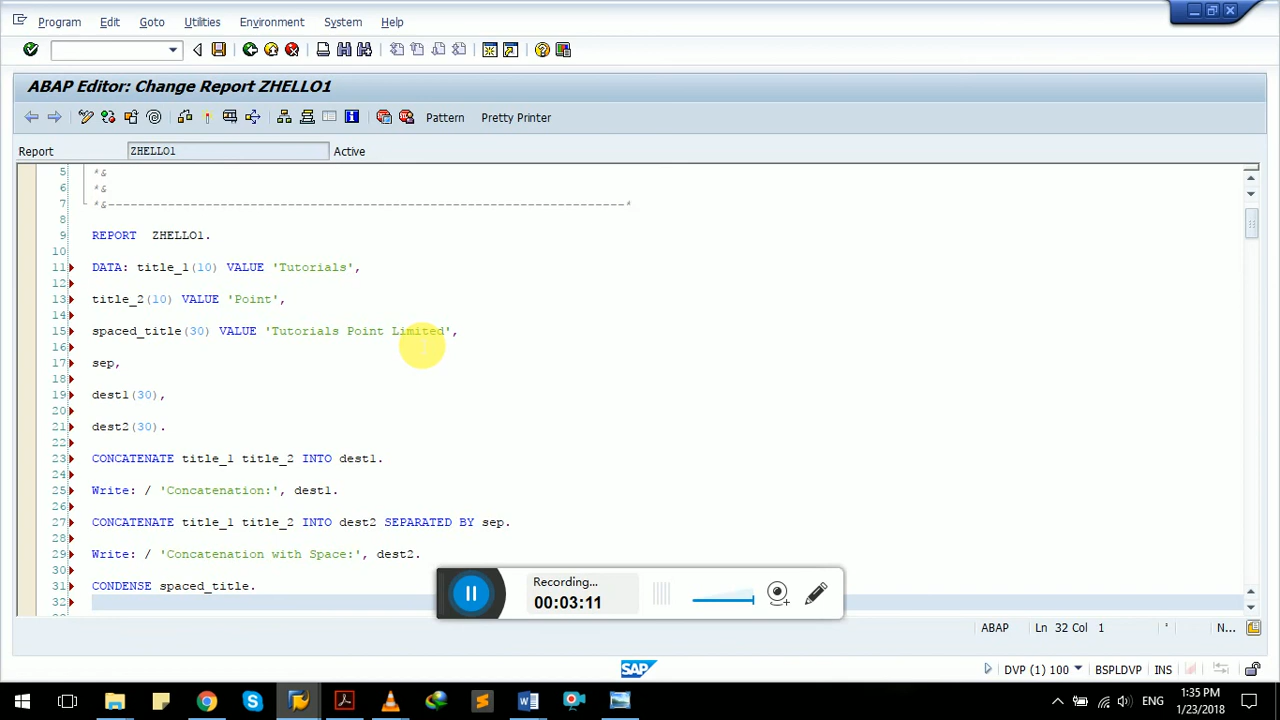 Program Edit Goto Utilities Environment System Help
ABAP Editor: Change Report ZHELLO1
Pattern Pretty Printer
Report ZHELLO1 Active
5 *&
6 *&
7 *&---------------------------------------------------------------------*
8
9 REPORT ZHELLO1.
10
11 DATA: title_1(10) VALUE 'Tutorials',
12
13 title_2(10) VALUE 'Point',
14
15 spaced_title(30) VALUE 'Tutorials Point Limited',
16
17 sep,
18
19 dest1(30),
20
21 dest2(30).
22
23 CONCATENATE title_1 title_2 INTO dest1.
24
25 Write: / 'Concatenation:', dest1.
26
27 CONCATENATE title_1 title_2 INTO dest2 SEPARATED BY sep.
28
29 Write: / 'Concatenation with Space:', dest2.
30
31 CONDENSE spaced_title.
32
Recording...
00:03:11
ABAP Ln 32 Col 1 N...
SAP DVP (1) 100 BSPLDVP INS
ENG
1:35 PM
1/23/2018